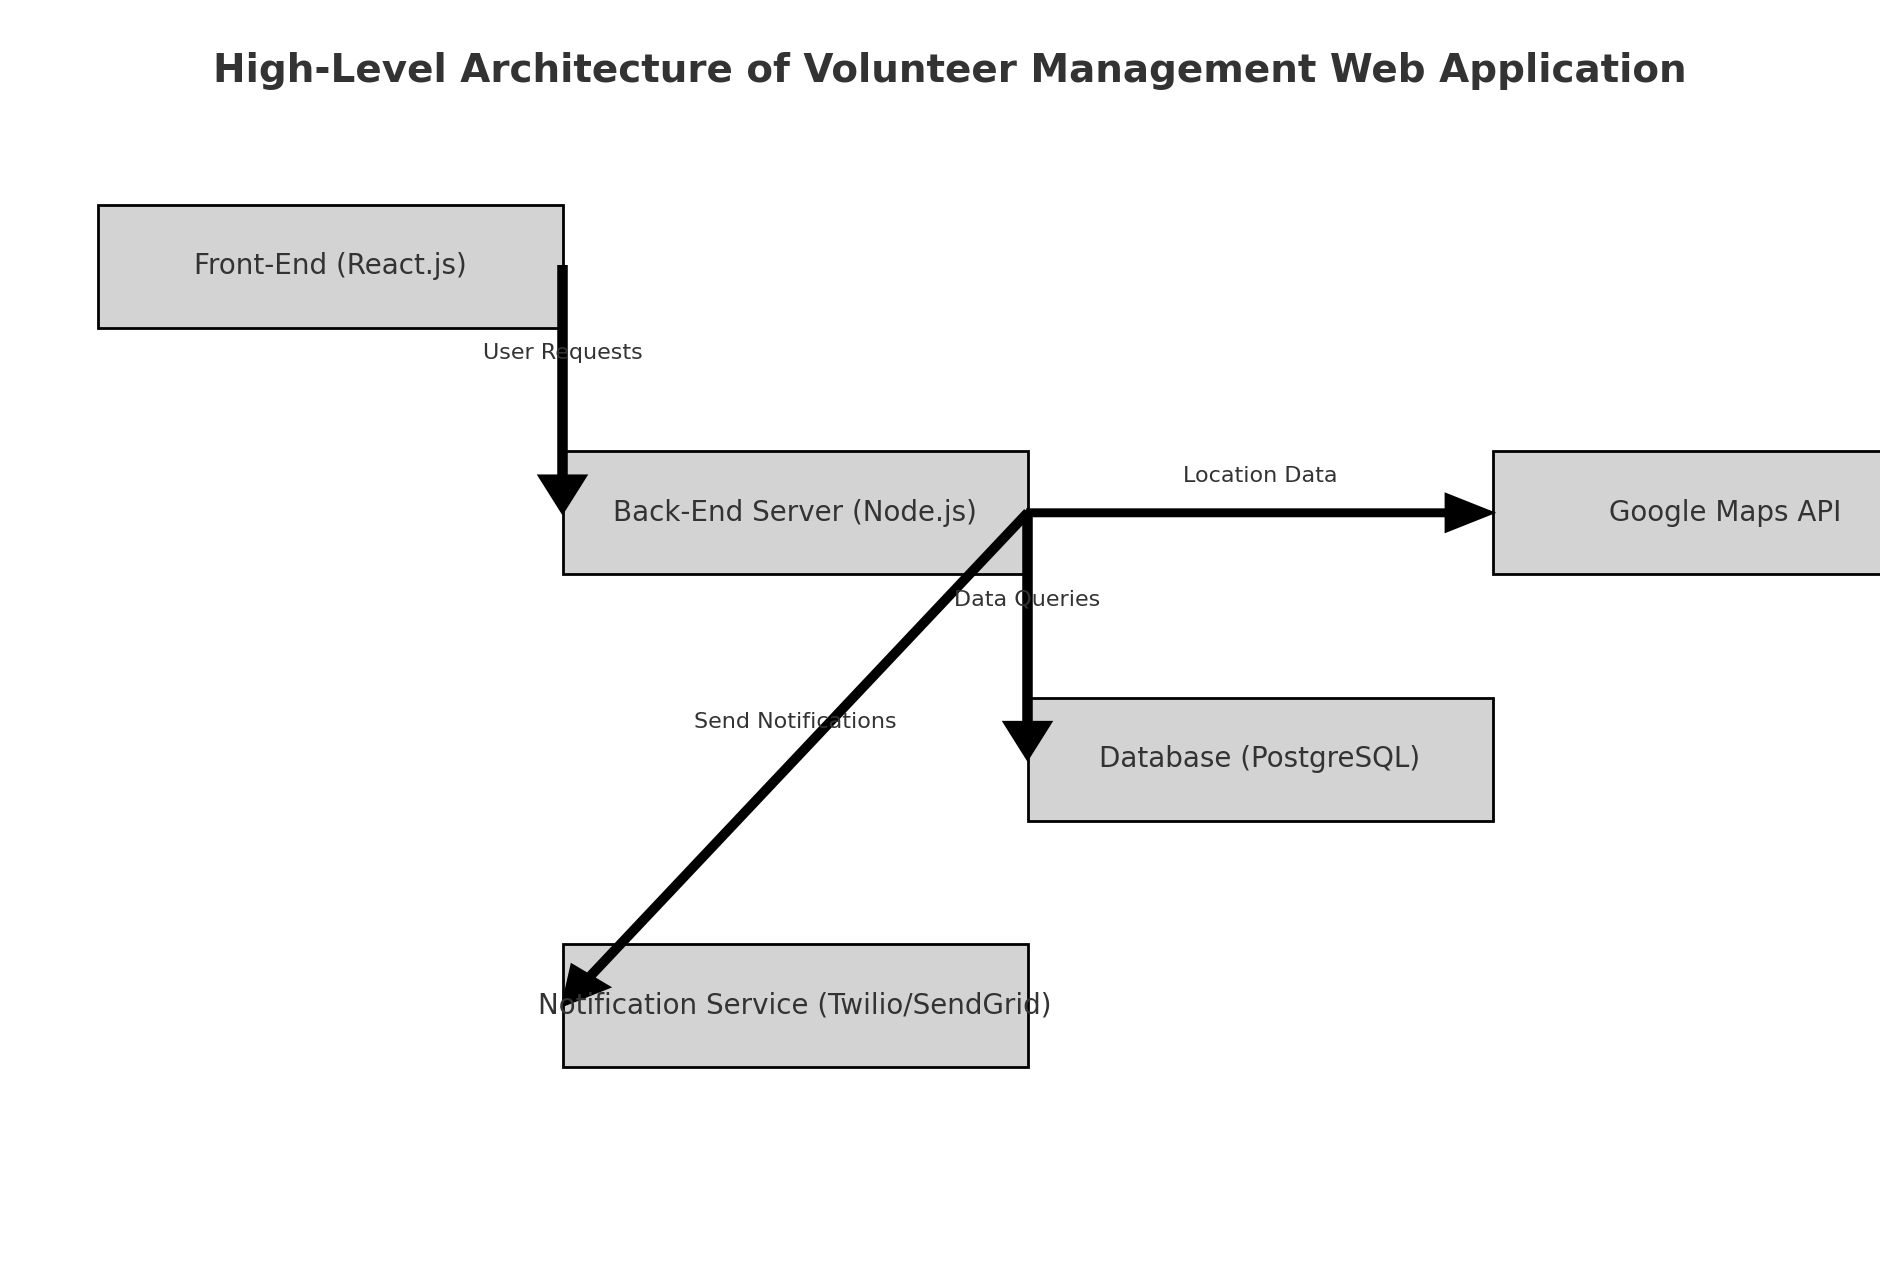 High-Level Architecture of Volunteer Management Web Application
Front-End (React.js)
User Requests
Location Data
Back-End Server (Node.js)
Google Maps API
Data Queries
Send Notifications
Database (PostgreSQL)
Notification Service (Twilio/SendGrid)